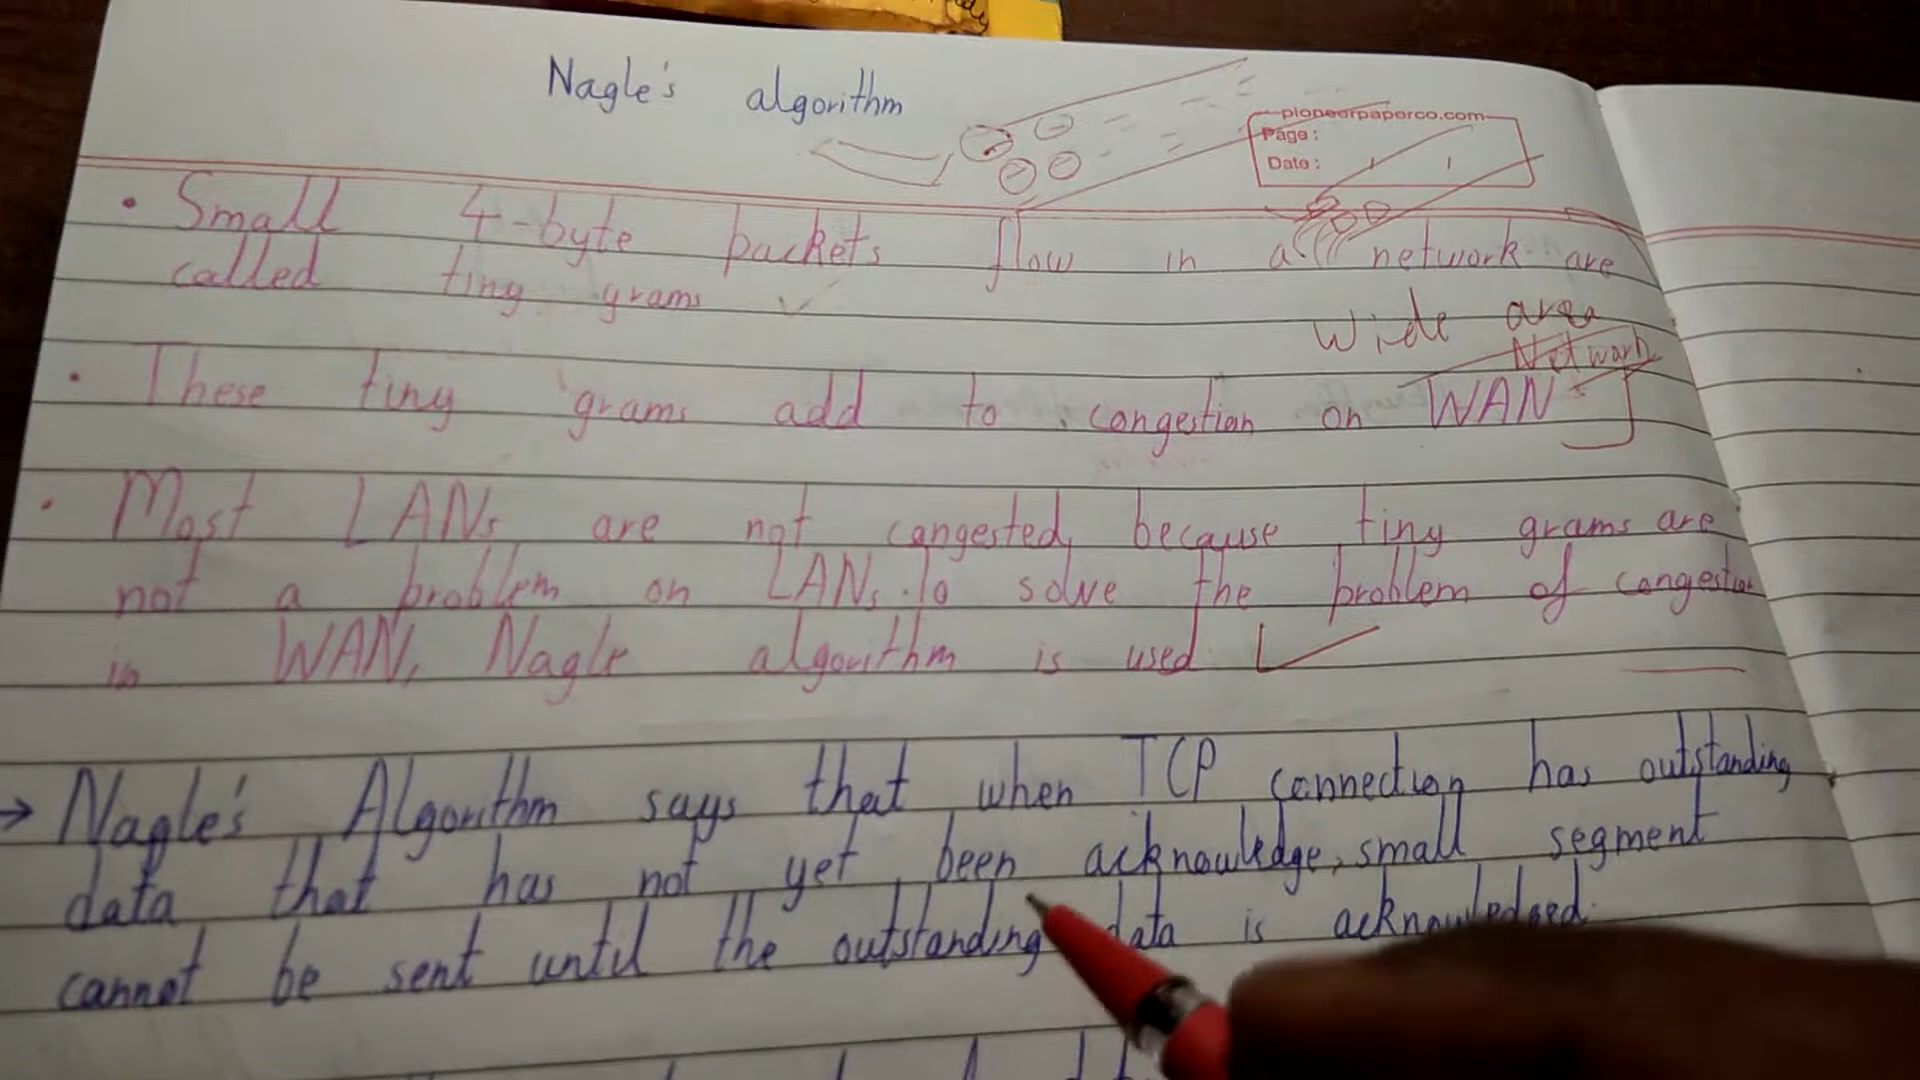 Nagle's algorithm
pioneerpaperco.com
Page :
Date :
• Small 4-byte packets flow in a network are
called tiny grams
Wide area
Network
• These tiny grams add to congestion on WAN
• Most LANs are not congested, because tiny grams are
not a problem on LANs. To solve the problem of congestion
in WAN, Nagle algorithm is used
→ Nagle's Algorithm says that when TCP connection has outstanding
data that has not yet been acknowledge, small segment
cannot be sent until the outstanding data is acknowledged.